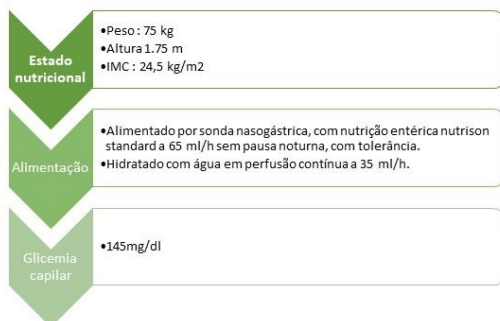 Estado
nutricional
•Peso : 75 kg
•Altura 1.75 m
•IMC : 24,5 kg/m2
Alimentação
•Alimentado por sonda nasogástrica, com nutrição entérica nutrison
standard a 65 ml/h sem pausa noturna, com tolerância.
•Hidratado com água em perfusão contínua a 35 ml/h.
Glicemia
capilar
•145mg/dl